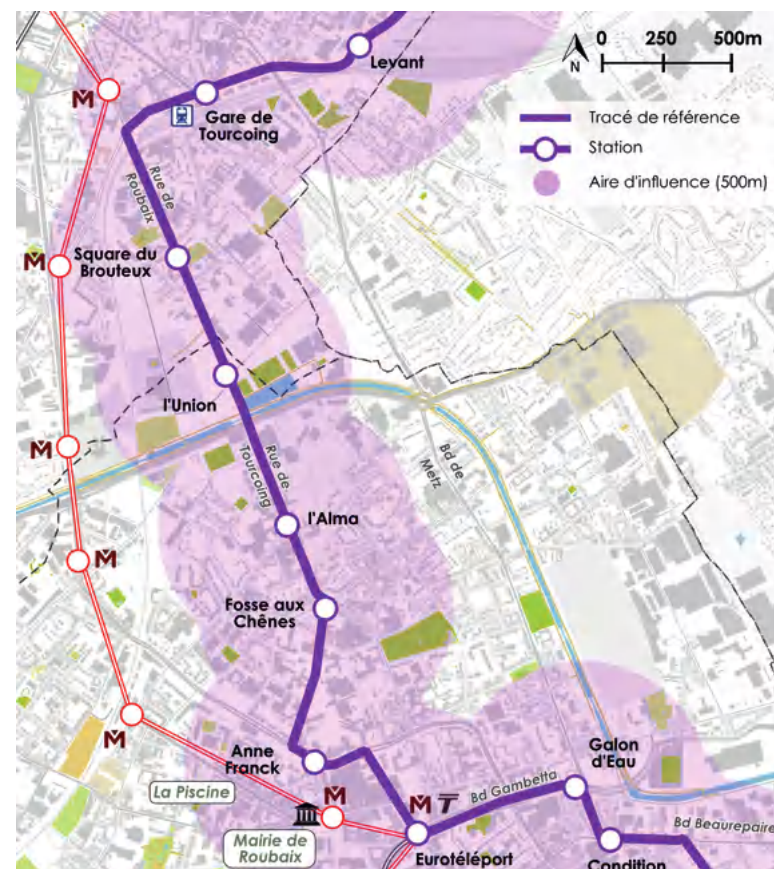 0 250 500m
N
Levant
Gare de
Tourcoing
Tracé de référence
Station
Aire d'influence (500m)
M
Rue de
Roubaix
Square du
Brouteux
M
l'Union
Rue de
Tourcoing
Bd de
Metz
M
l'Alma
M
Fosse aux
Chênes
M
Anne
Franck
La Piscine
Galon
d'Eau
M
M T
Bd Gambetta
Bd Beaurepaire
Mairie de
Roubaix
Eurotéléport
Condition